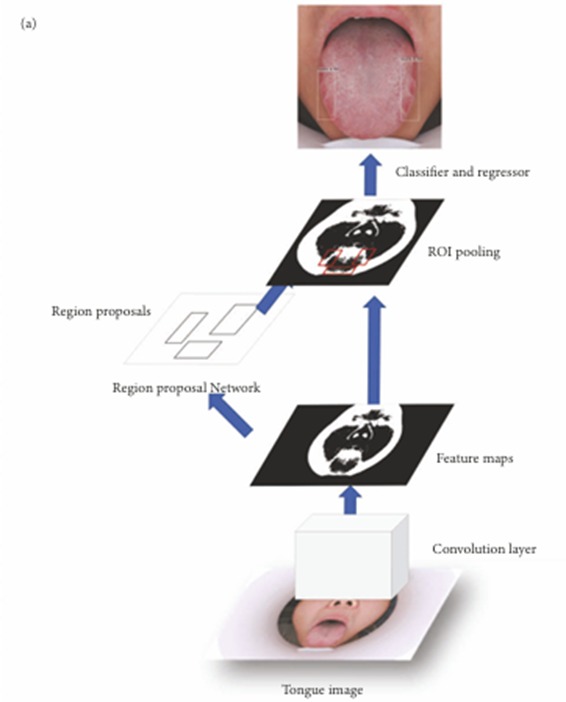 (a)
Classifier and regressor
ROI pooling
Region proposals
Region proposal Network
Feature maps
Convolution layer
Tongue image